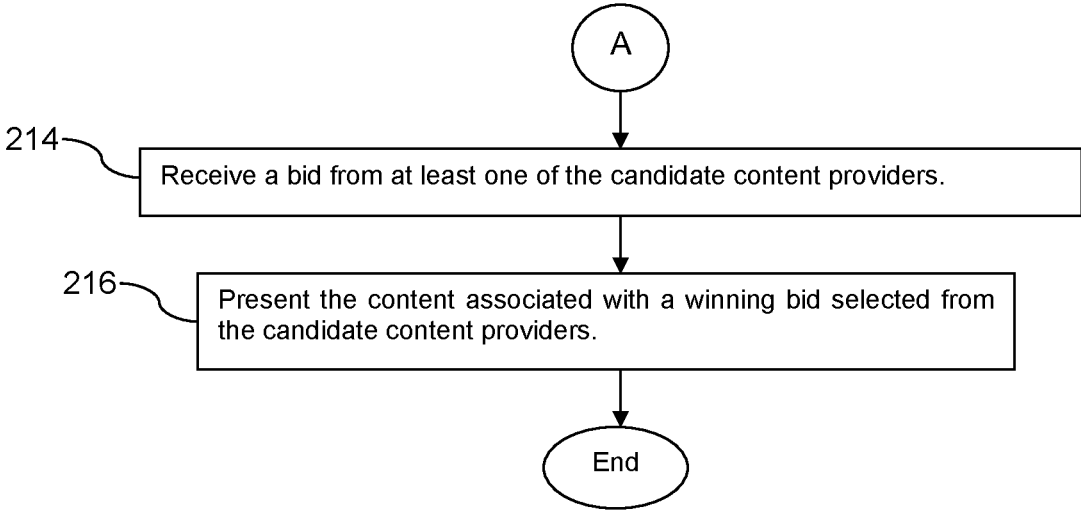 A
214
Receive a bid from at least one of the candidate content providers.
216
Present the content associated with a winning bid selected from
the candidate content providers.
End